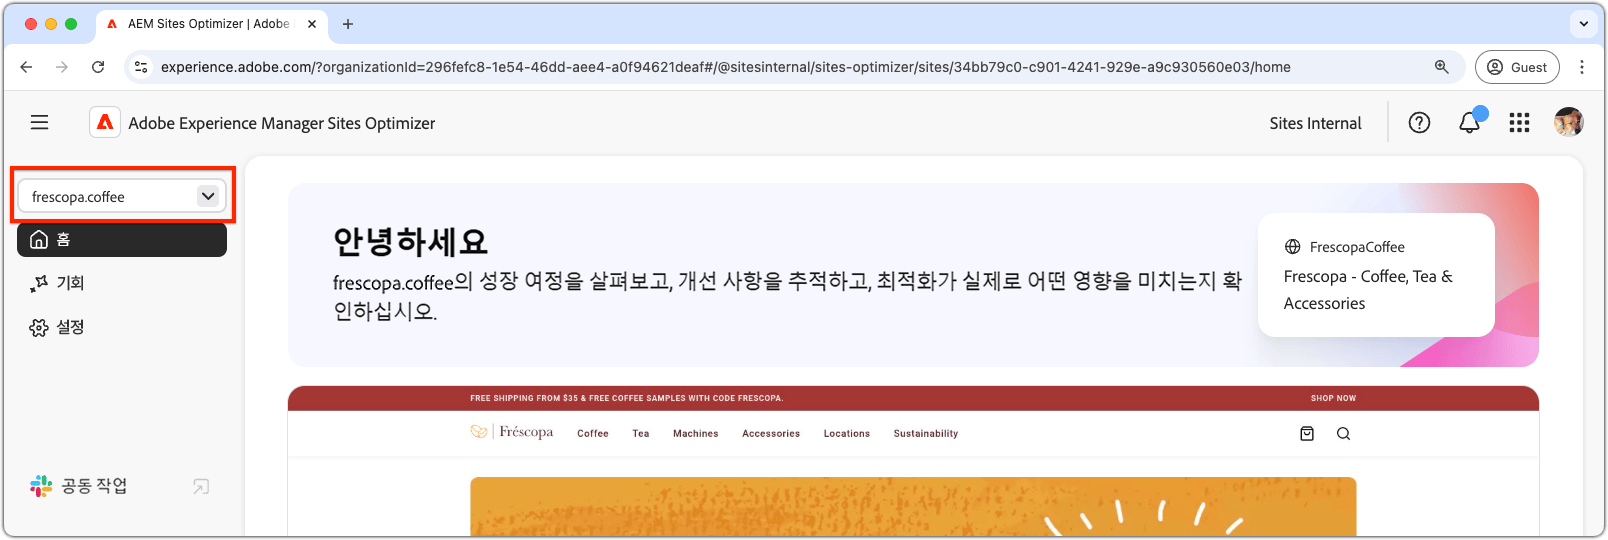 AEM Sites Optimizer | Adobe
experience.adobe.com/?organizationId=296fefc8-1e54-46dd-aee4-a0f94621deaf#/@sitesinternal/sites-optimizer/sites/34bb79c0-c901-4241-929e-a9c930560e03/home
Guest
Adobe Experience Manager Sites Optimizer
Sites Internal
frescopa.coffee
홈
기회
설정
공동 작업
안녕하세요
frescopa.coffee의 성장 여정을 살펴보고, 개선 사항을 추적하고, 최적화가 실제로 어떤 영향을 미치는지 확
인하십시오.
FrescopaCoffee
Frescopa - Coffee, Tea &
Accessories
FREE SHIPPING FROM $35 & FREE COFFEE SAMPLES WITH CODE FRESCOPA.
SHOP NOW
Fréscopa
Coffee
Tea
Machines
Accessories
Locations
Sustainability